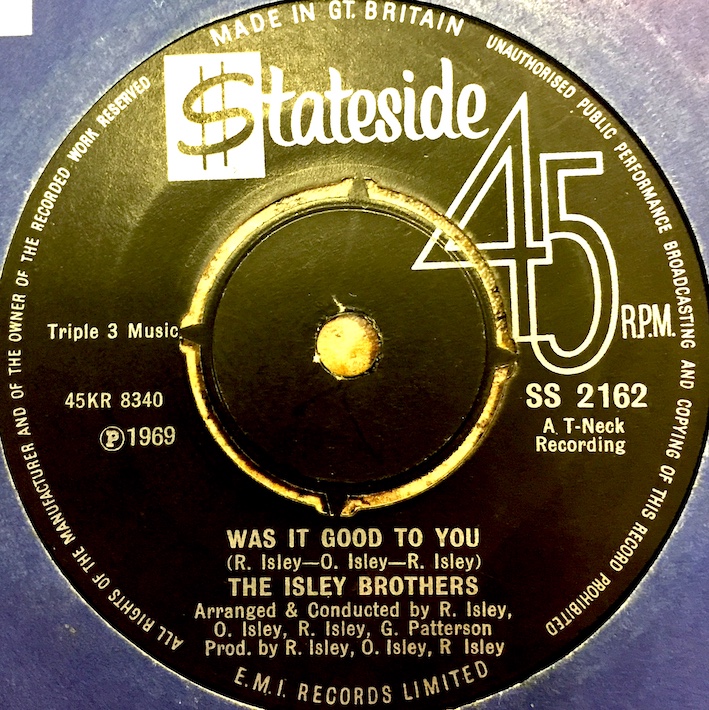 MADE IN GT. BRITAIN
UNAUTHORISED PUBLIC PERFORMANCE BROADCASTING AND COPYING OF THIS RECORD PROHIBITED
ALL RIGHTS OF THE MANUFACTURER AND OF THE OWNER OF THE RECORDED WORK RESERVED
$tateside
45
R.P.M.
Triple 3 Music
45KR 8340
Ⓟ1969
SS 2162
A T-Neck
Recording
WAS IT GOOD TO YOU
(R. Isley—O. Isley—R. Isley)
THE ISLEY BROTHERS
Arranged & Conducted by R. Isley,
O. Isley, R. Isley, G. Patterson
Prod. by R. Isley, O. Isley, R Isley
E.M.I. RECORDS LIMITED